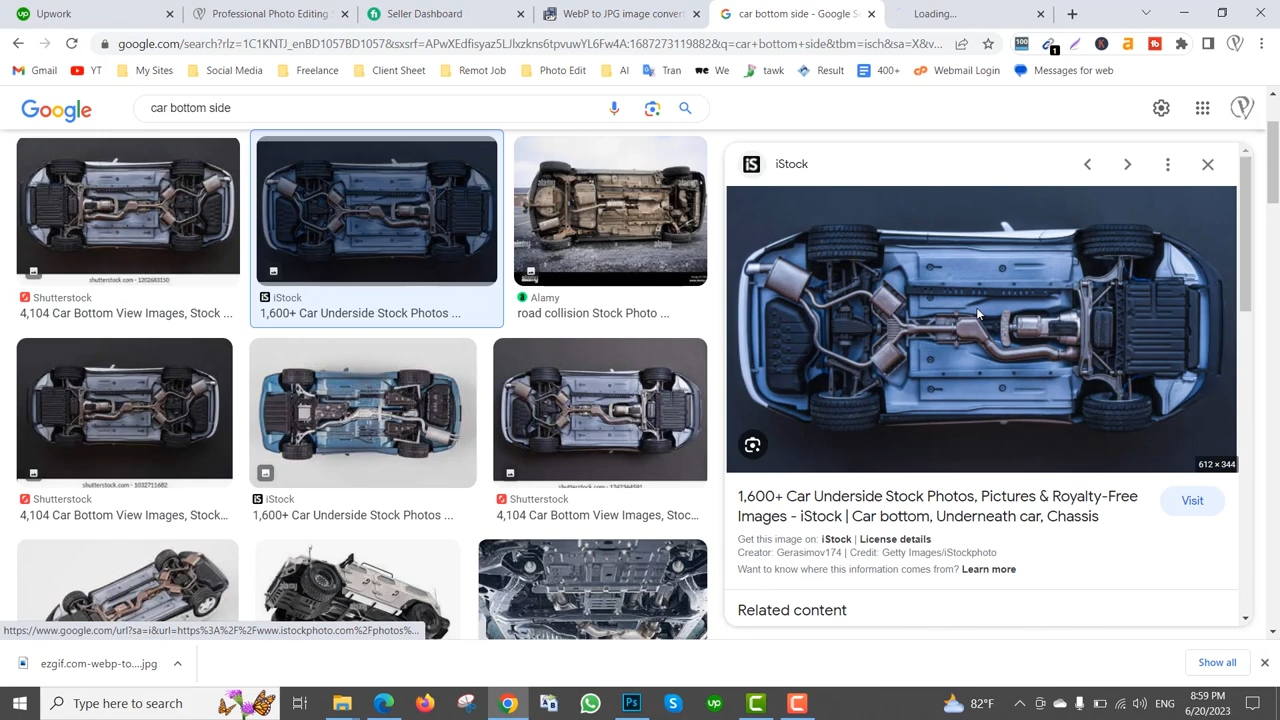 Upwork
Professional Photo Editing
Seller Dashboard
WebP to JPG image convert
car bottom side - Google S
Loading...
google.com/search?rlz=1C1KNTJ_enBD1057BD1057&
car+bottom+side&tbm=isch&sa=X&v...
Gmail
YT
My Sites
Social Media
Freelance
Client Sheet
Remot Job
Photo Edit
AI
Tran
We
tawk
Result
400+
Webmail Login
Messages for web
Google
car bottom side
iStock
shutterstock.com · 1202683150
Shutterstock
4,104 Car Bottom View Images, Stock ...
iStock
1,600+ Car Underside Stock Photos ...
a Alamy
road collision Stock Photo ...
612 × 344
Shutterstock
4,104 Car Bottom View Images, Stock...
iStock
1,600+ Car Underside Stock Photos ...
Shutterstock
4,104 Car Bottom View Images, Stoc...
1,600+ Car Underside Stock Photos, Pictures & Royalty-Free
Images - iStock | Car bottom, Underneath car, Chassis
Visit
Get this image on: iStock | License details
Creator: Gerasimov174 | Credit: Getty Images/iStockphoto
Want to know where this information comes from? Learn more
Related content
https://www.google.com/url?sa=i&url=https%3A%2F%2Fwww.istockphoto.com%2Fphotos%...
ezgif.com-webp-to....jpg
Show all
Type here to search
82°F
ENG
8:59 PM
6/20/2023